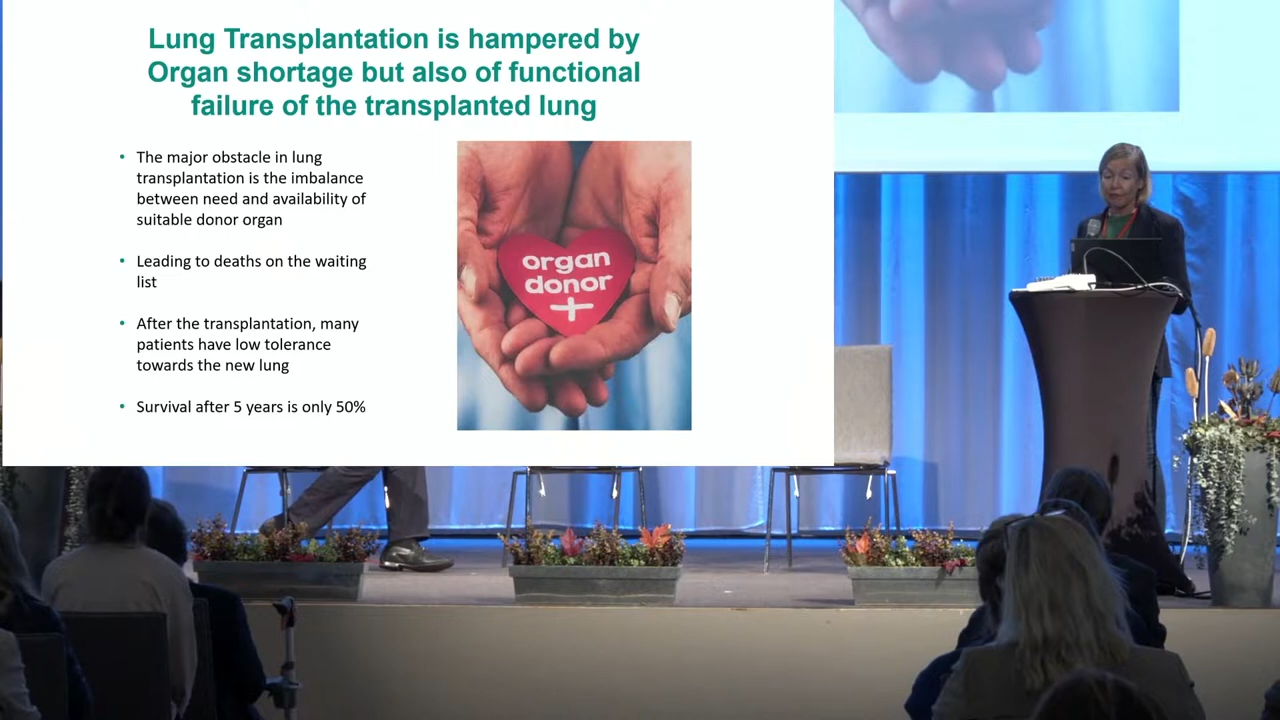 Lung Transplantation is hampered by
Organ shortage but also of functional
failure of the transplanted lung
• The major obstacle in lung
transplantation is the imbalance
between need and availability of
suitable donor organ
• Leading to deaths on the waiting
list
• After the transplantation, many
patients have low tolerance
towards the new lung
• Survival after 5 years is only 50%
organ
donor